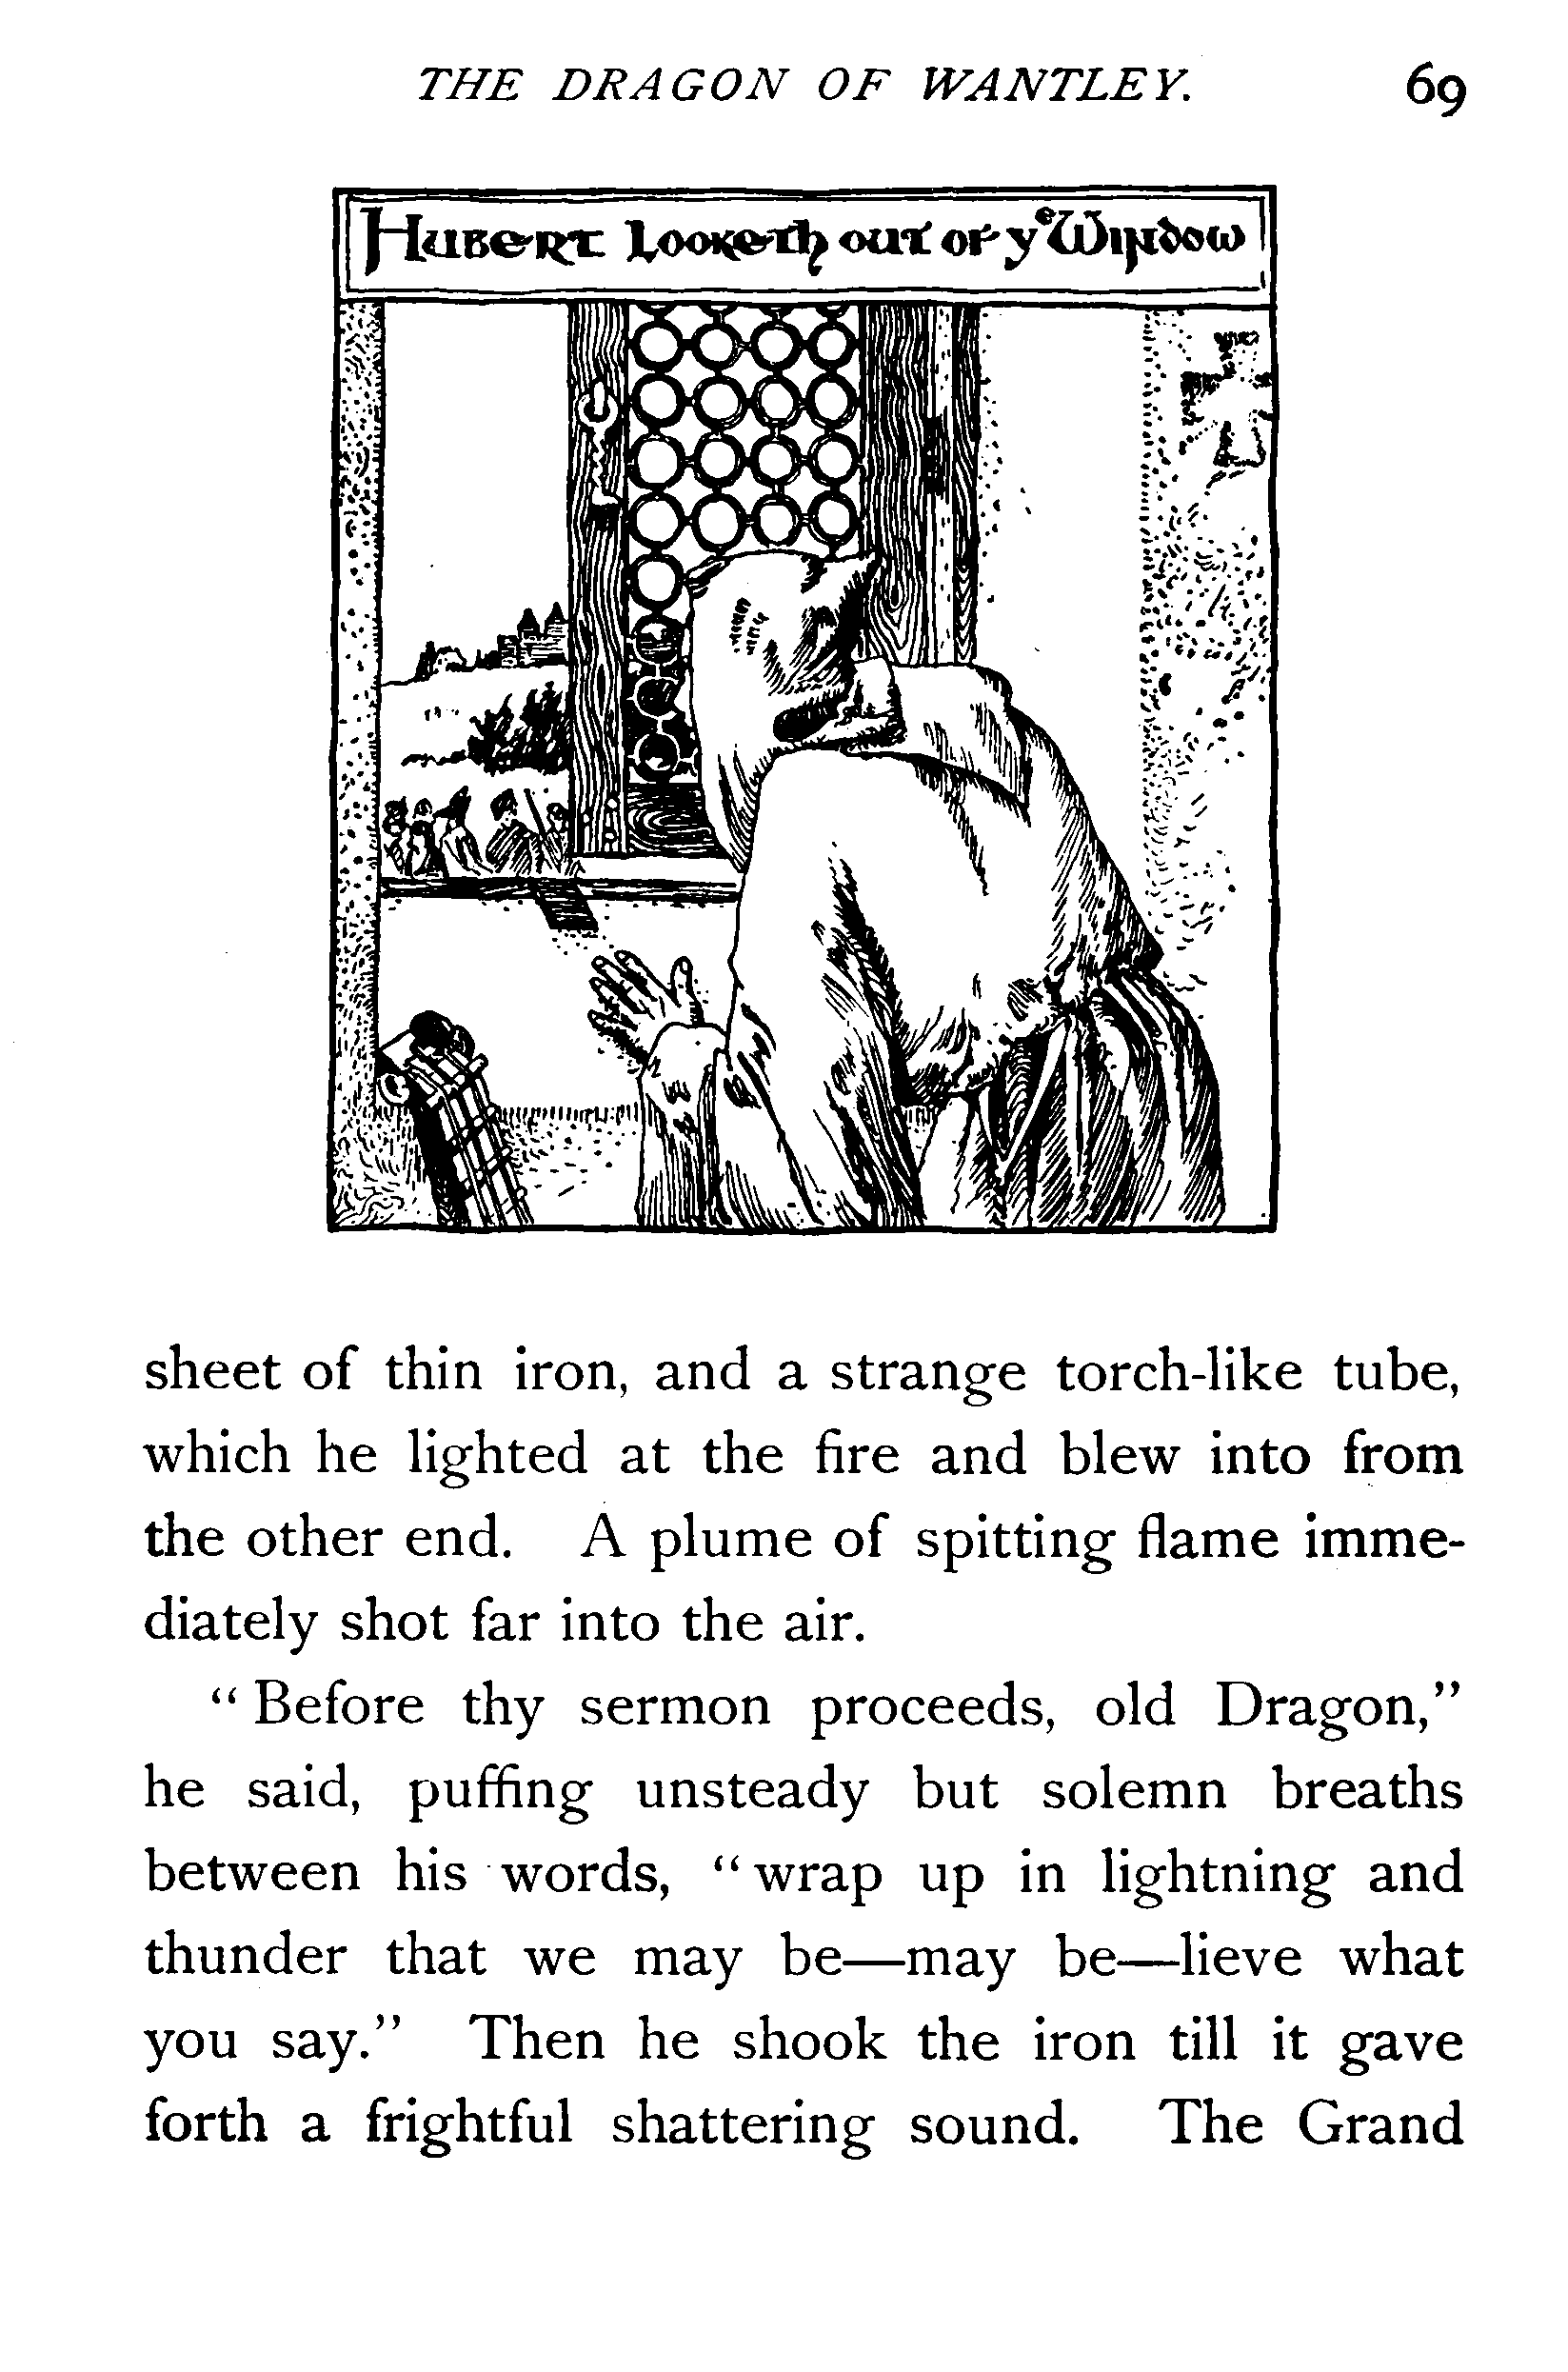 THE DRAGON OF WANTLEY. 69
Hubert Looketh out of yͤ Window
sheet of thin iron, and a strange torch-like tube,
which he lighted at the fire and blew into from
the other end. A plume of spitting flame imme-
diately shot far into the air.
“ Before thy sermon proceeds, old Dragon,”
he said, puffing unsteady but solemn breaths
between his words, “ wrap up in lightning and
thunder that we may be—may be—lieve what
you say.” Then he shook the iron till it gave
forth a frightful shattering sound. The Grand